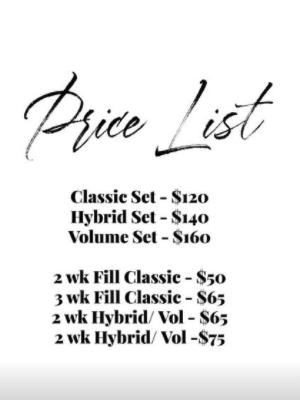 Price List
Classic Set - $120
Hybrid Set - $140
Volume Set - $160
2 wk Fill Classic - $50
3 wk Fill Classic - $65
2 wk Hybrid/ Vol - $65
2 wk Hybrid/ Vol -$75